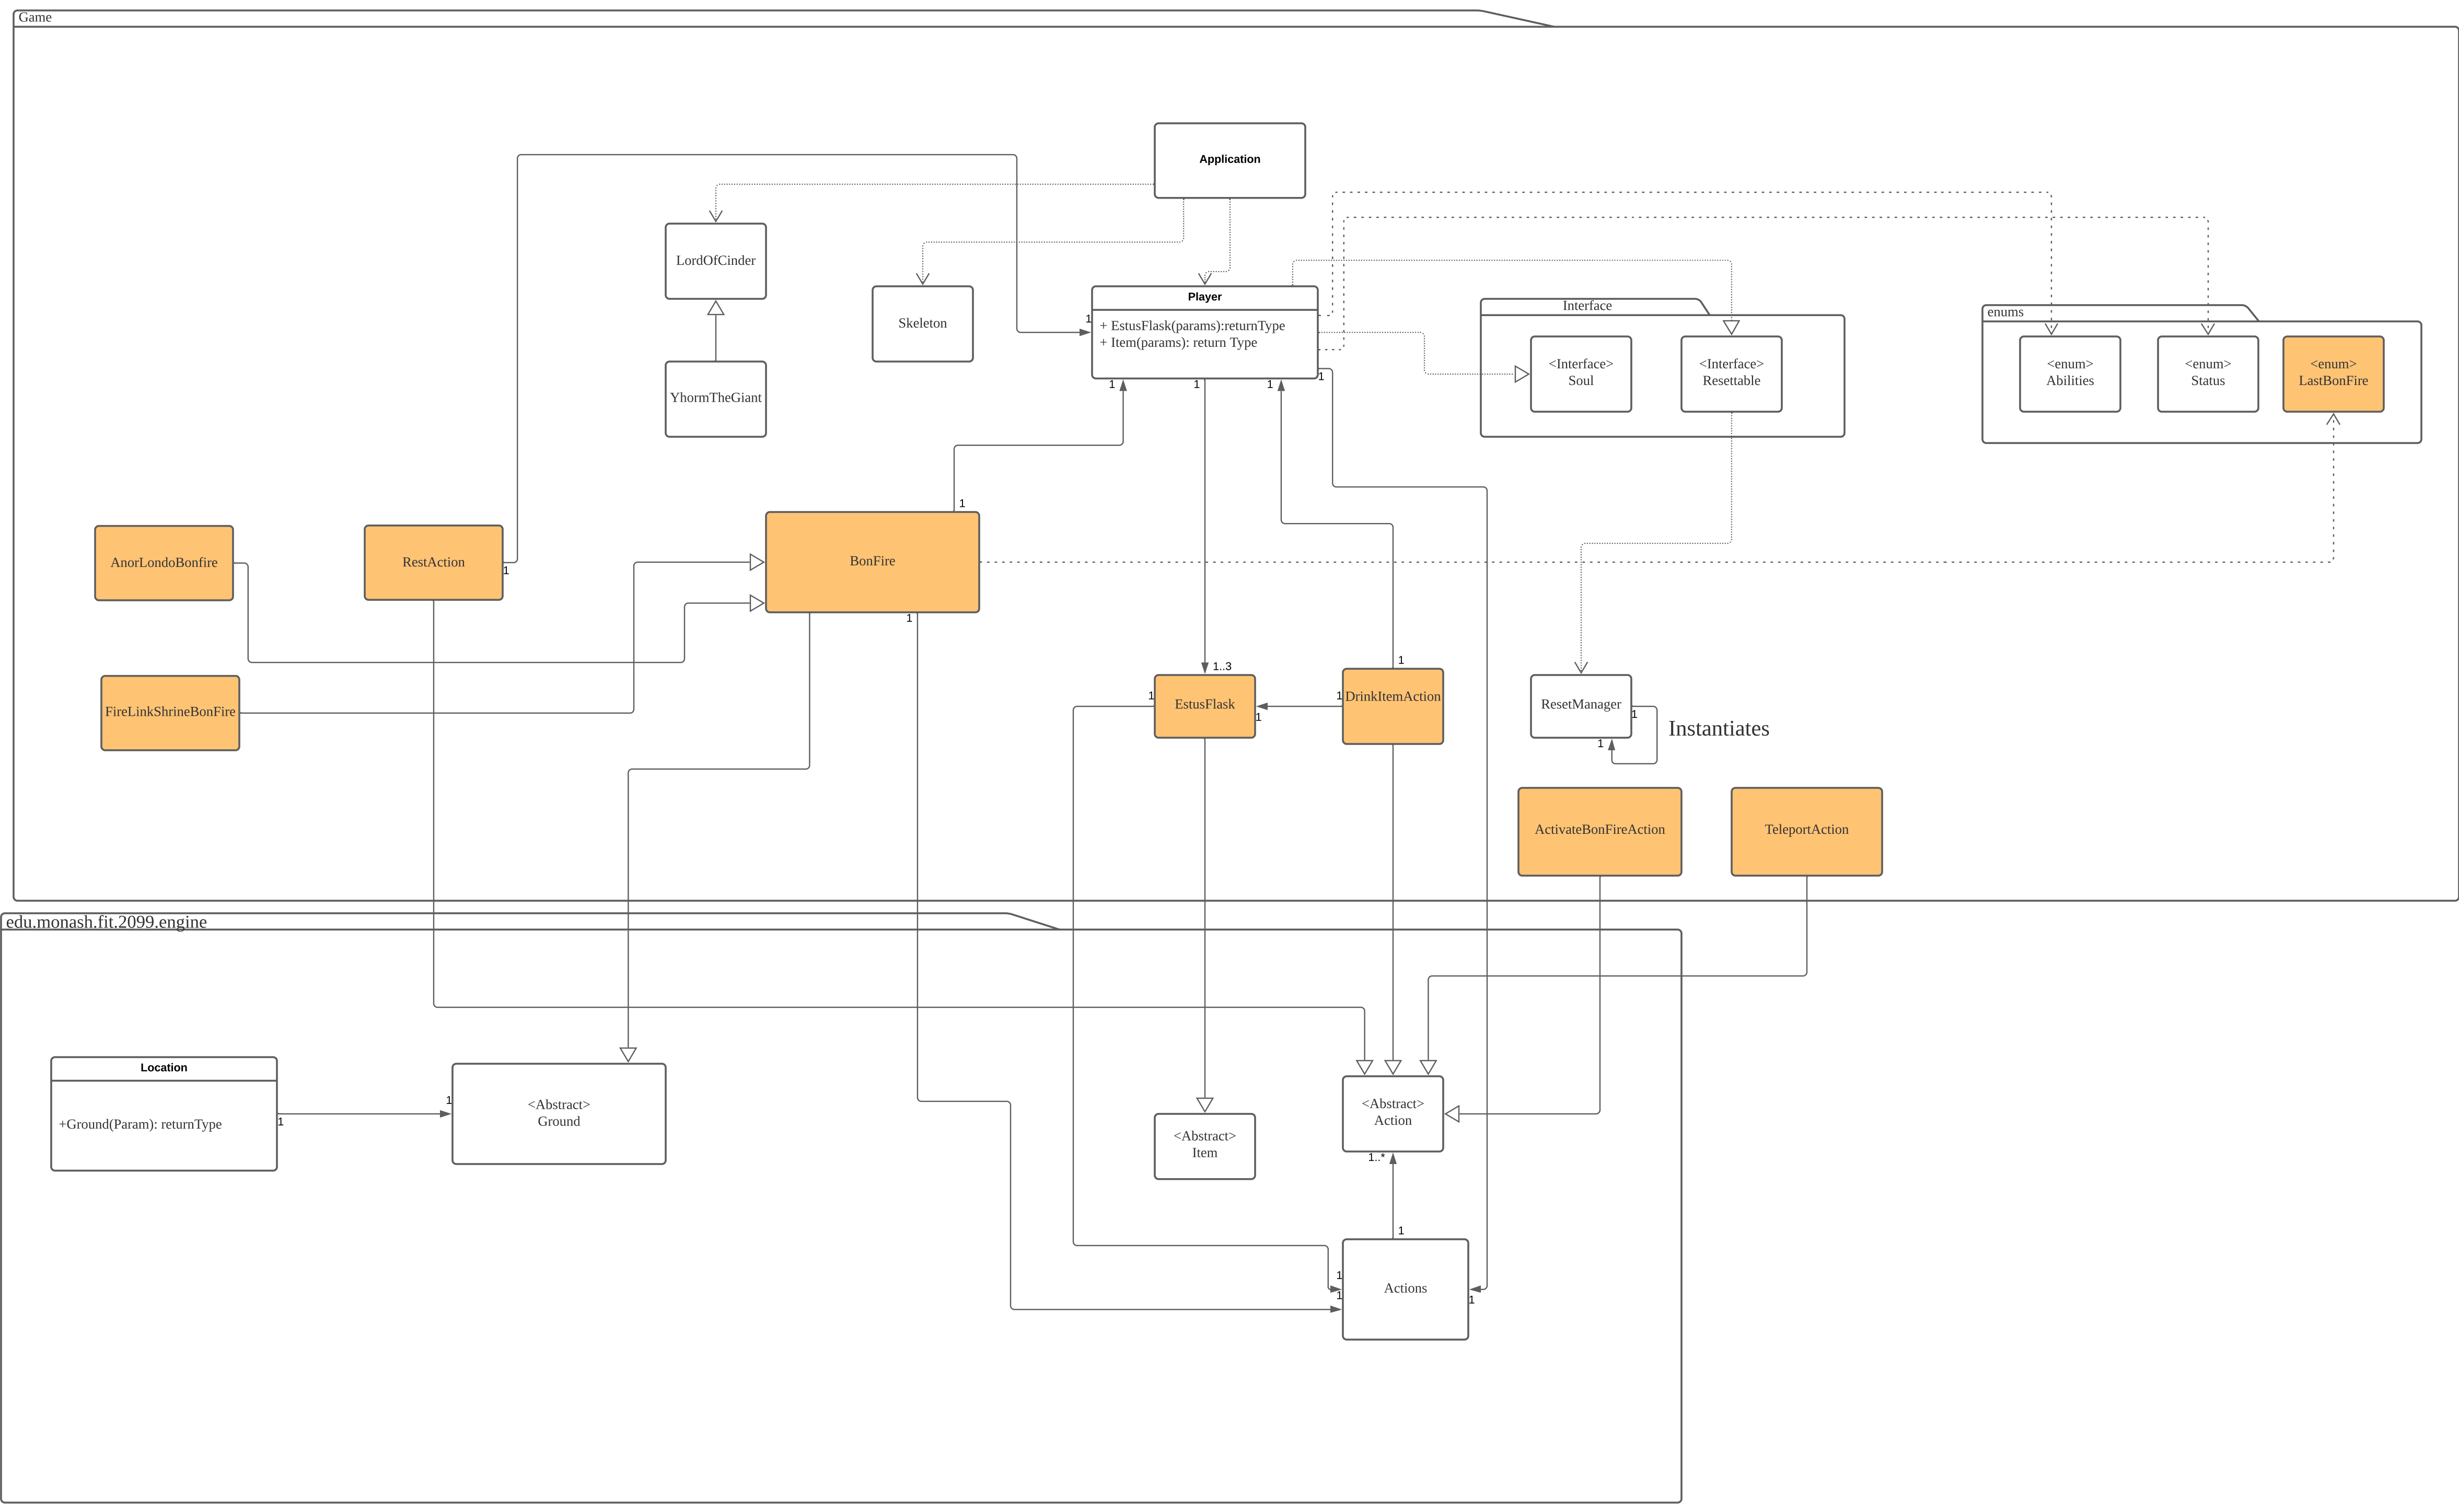 Game
Application
LordOfCinder
Skeleton
YhormTheGiant
1
Player
+ EstusFlask(params):returnType
+ Item(params): return Type
1
1
1
1
Interface
<Interface>
Soul
<Interface>
Resettable
enums
<enum>
Abilities
<enum>
Status
<enum>
LastBonFire
1
AnorLondoBonfire
RestAction
1
BonFire
1
FireLinkShrineBonFire
1..3
1
EstusFlask
1
1
1
DrinkItemAction
ResetManager
1
1
Instantiates
ActivateBonFireAction
TeleportAction
edu.monash.fit.2099.engine
Location
+Ground(Param): returnType
1
1
<Abstract>
Ground
<Abstract>
Item
<Abstract>
Action
1..*
1
1
1
Actions
1